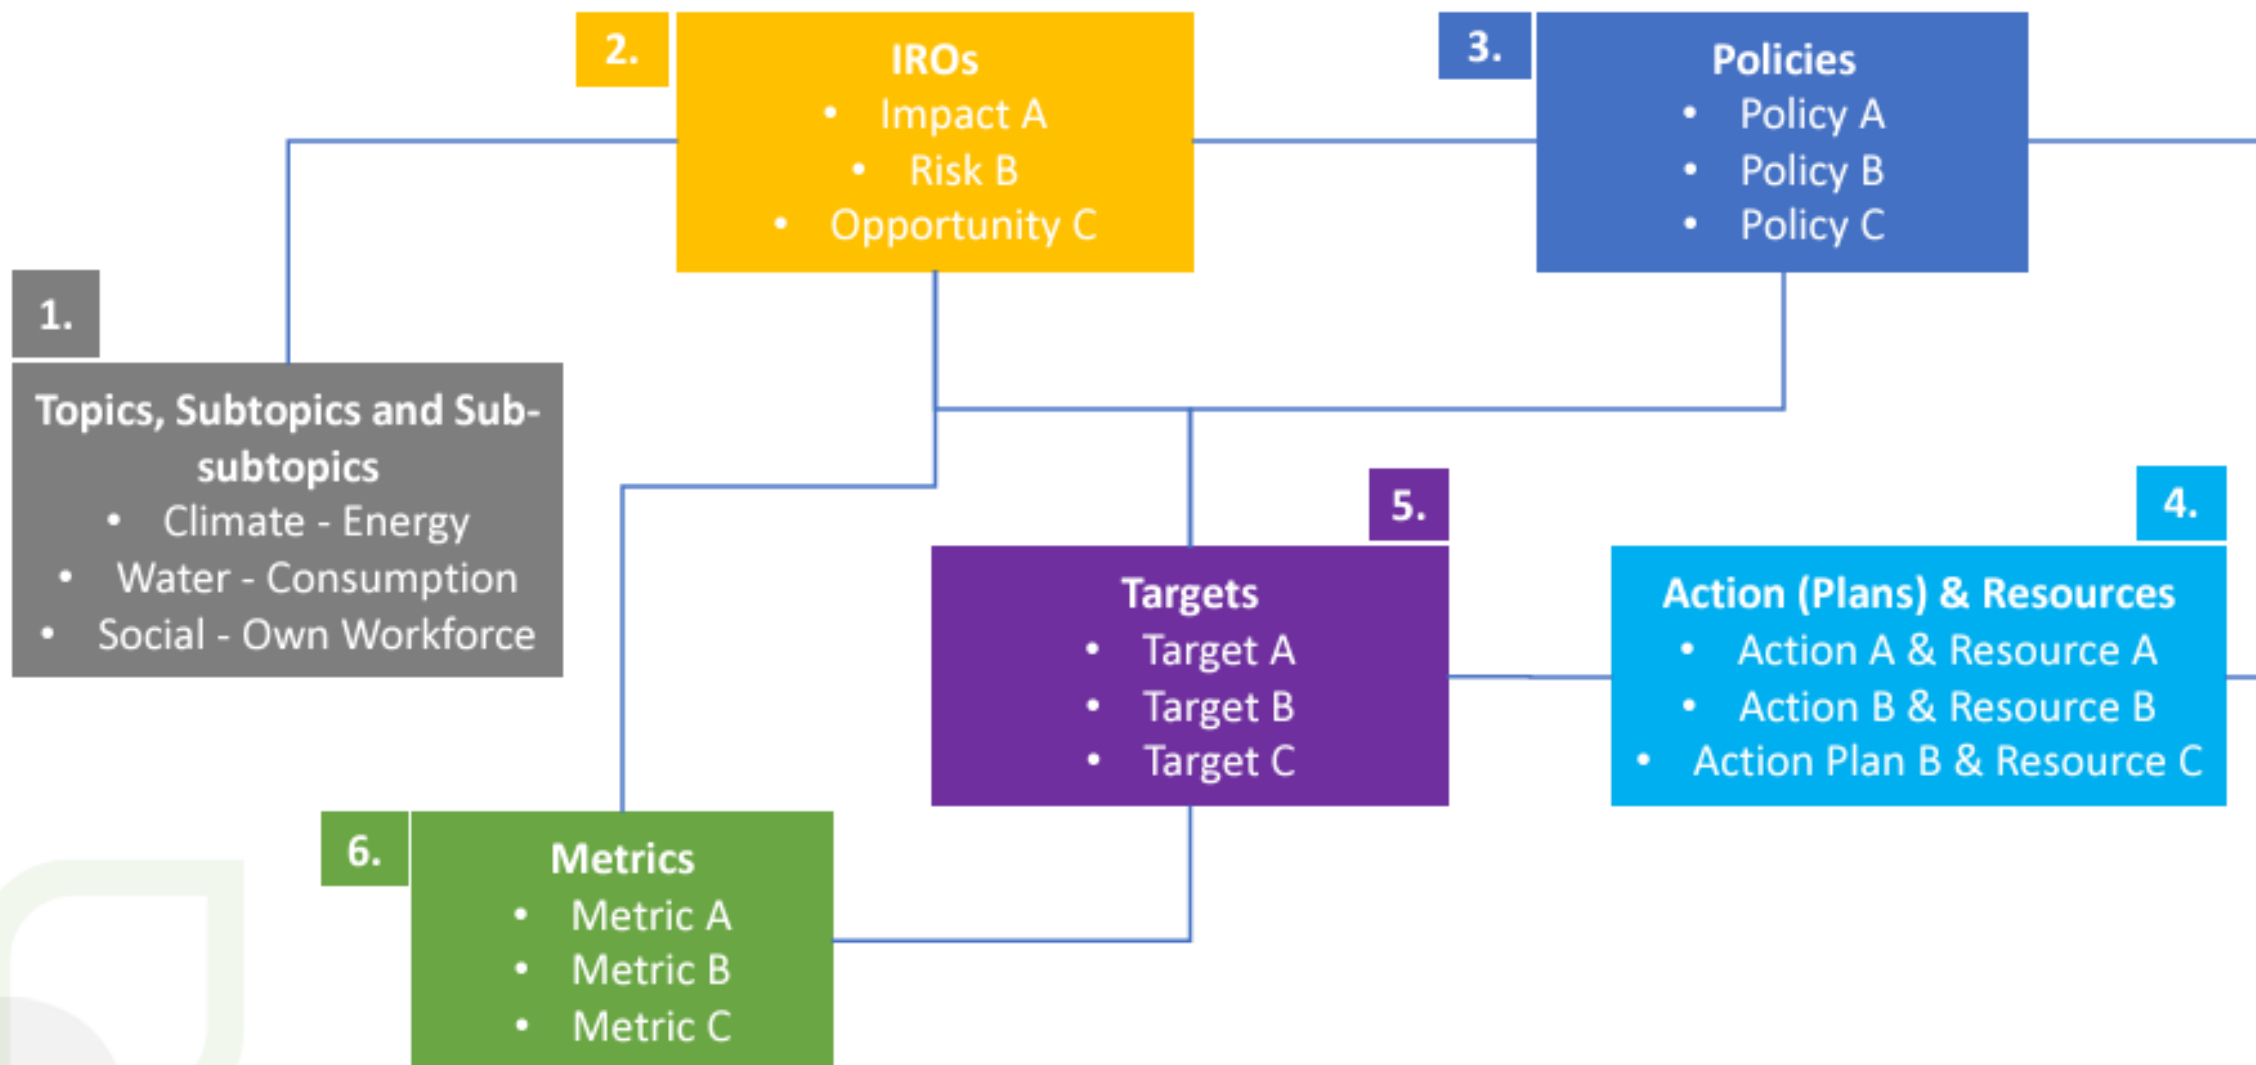 1.
Topics, Subtopics and Sub-
subtopics
• Climate - Energy
• Water - Consumption
• Social - Own Workforce
2.
IROs
• Impact A
• Risk B
• Opportunity C
3.
Policies
• Policy A
• Policy B
• Policy C
4.
Action (Plans) & Resources
• Action A & Resource A
• Action B & Resource B
• Action Plan B & Resource C
5.
Targets
• Target A
• Target B
• Target C
6.
Metrics
• Metric A
• Metric B
• Metric C